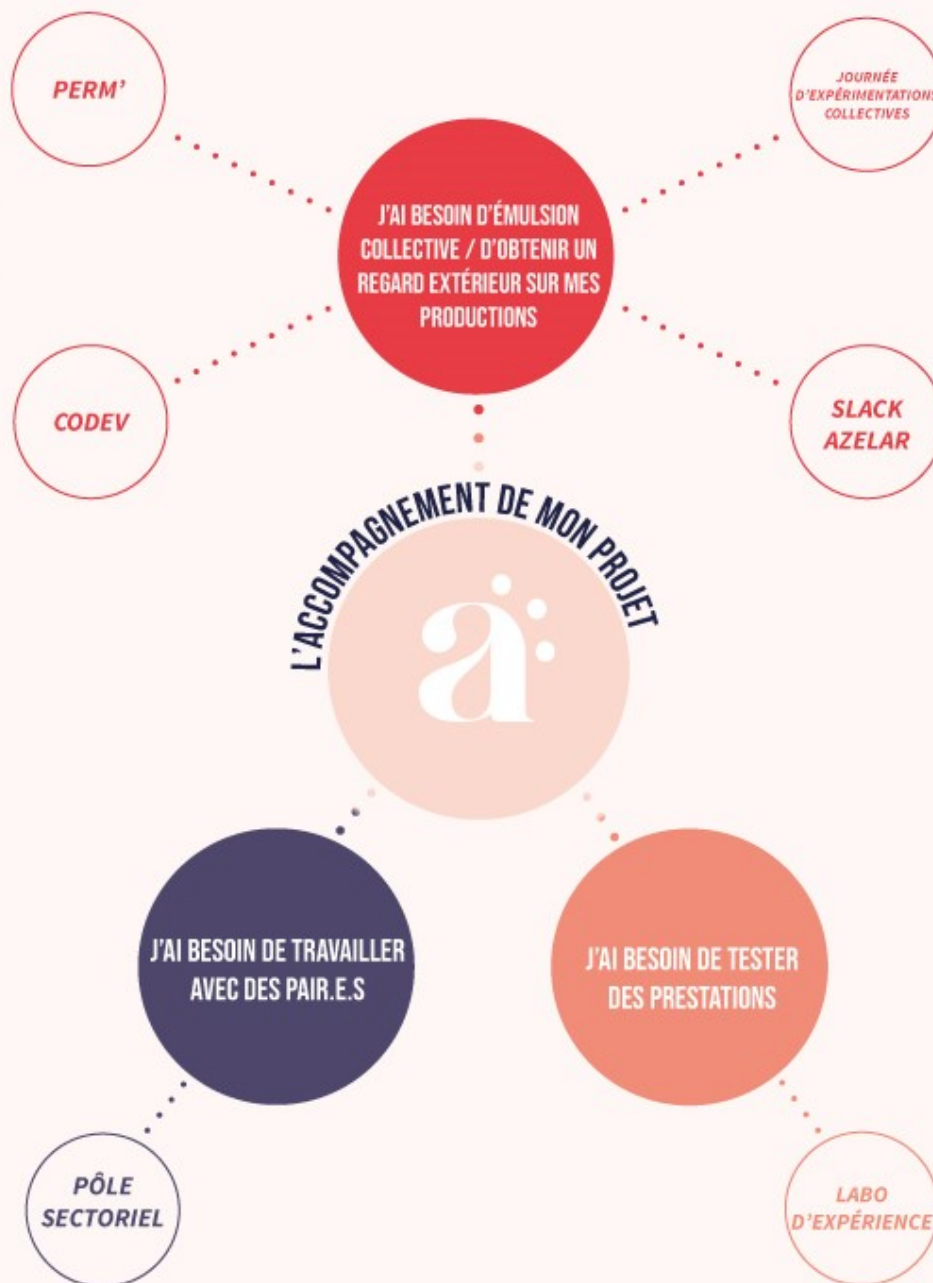 PERM'
JOURNÉE
D'EXPÉRIMENTATIONS
COLLECTIVES
J'AI BESOIN D'ÉMULSION
COLLECTIVE / D'OBTENIR UN
REGARD EXTÉRIEUR SUR MES
PRODUCTIONS
CODEV
SLACK
AZELAR
L'ACCOMPAGNEMENT DE MON PROJET
a
J'AI BESOIN DE TRAVAILLER
AVEC DES PAIR.E.S
J'AI BESOIN DE TESTER
DES PRESTATIONS
PÔLE
SECTORIEL
LABO
D'EXPÉRIENCE